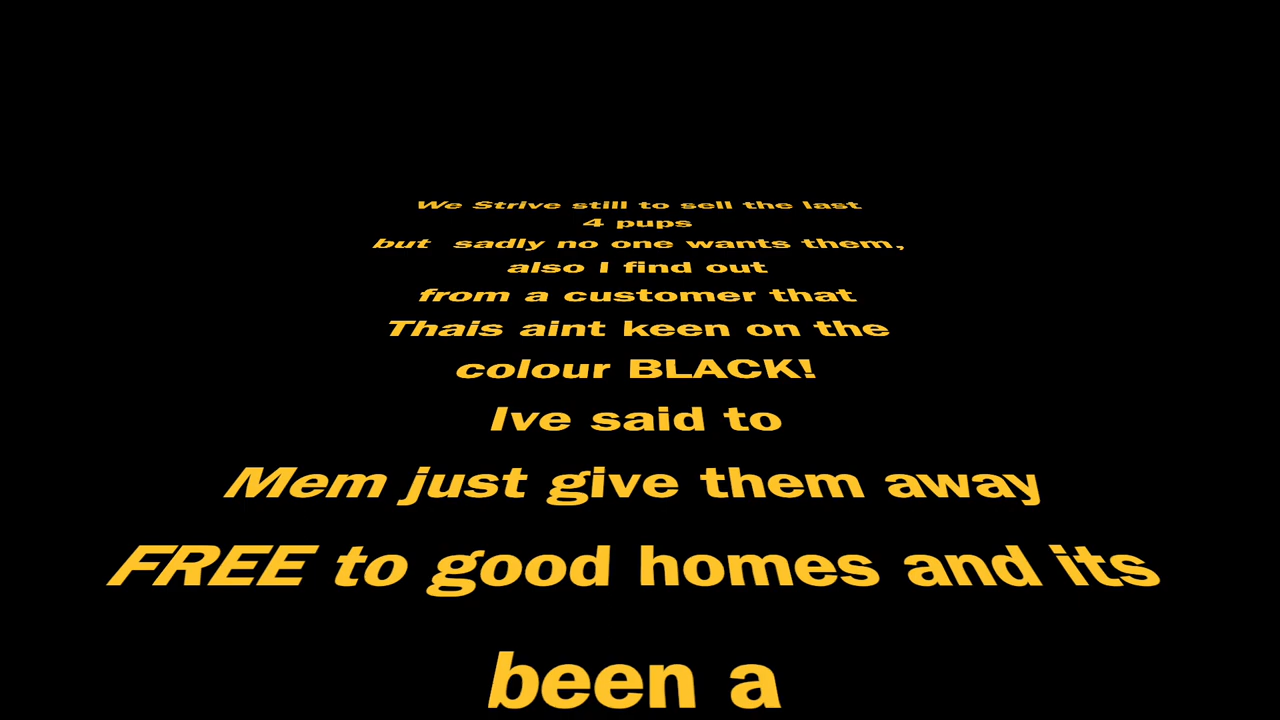 We Strive still to sell the last
4 pups
but  sadly no one wants them,
also I find out
from a customer that
Thais aint keen on the
colour BLACK!
Ive said to
Mem just give them away
FREE to good homes and its
been a